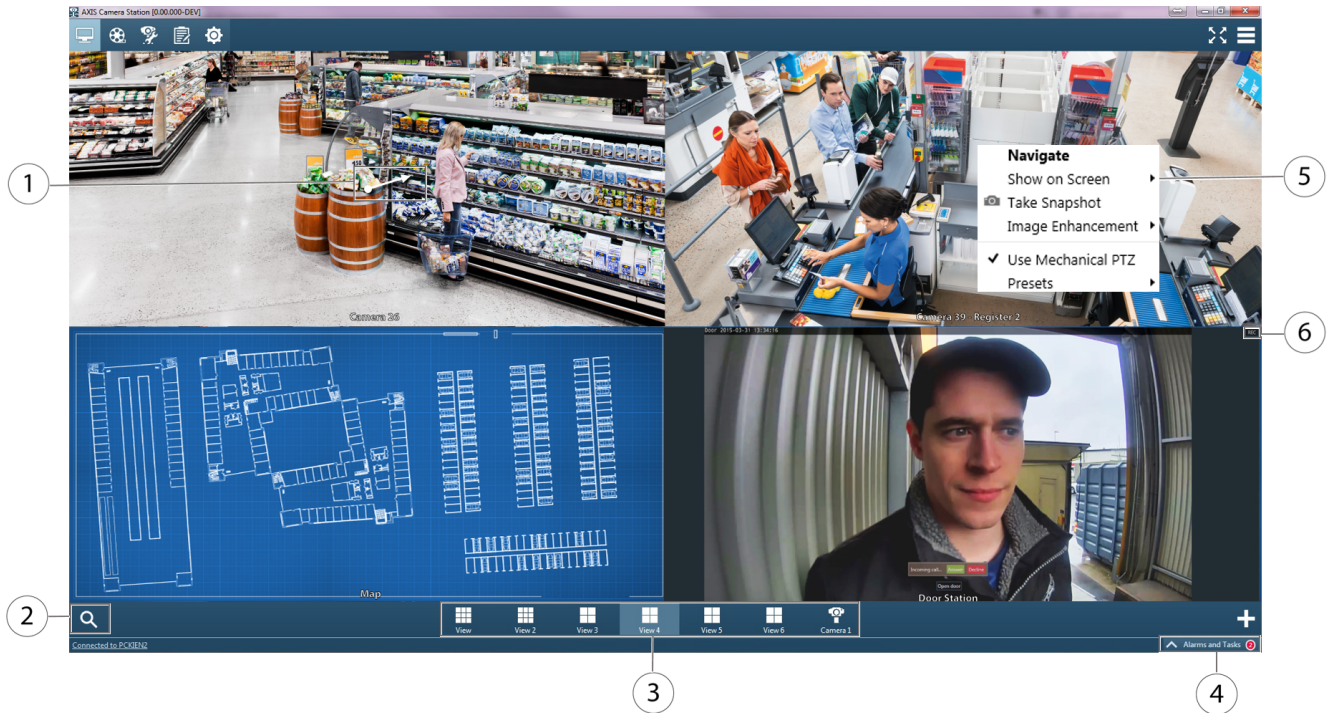 AXIS Camera Station [0.00.000-DEV]
1
Navigate
Show on Screen
5
Take Snapshot
Image Enhancement
Use Mechanical PTZ
Presets
Camera 26
Camera 39 - Register 2
Door 2015-03-31 13:34:16
REC
6
Incoming call...
Answer
Decline
Open door
Map
Door Station
2
View
View 2
View 3
View 4
View 5
View 6
Camera 1
Connected to PCKIEN2
Alarms and Tasks 2
3
4